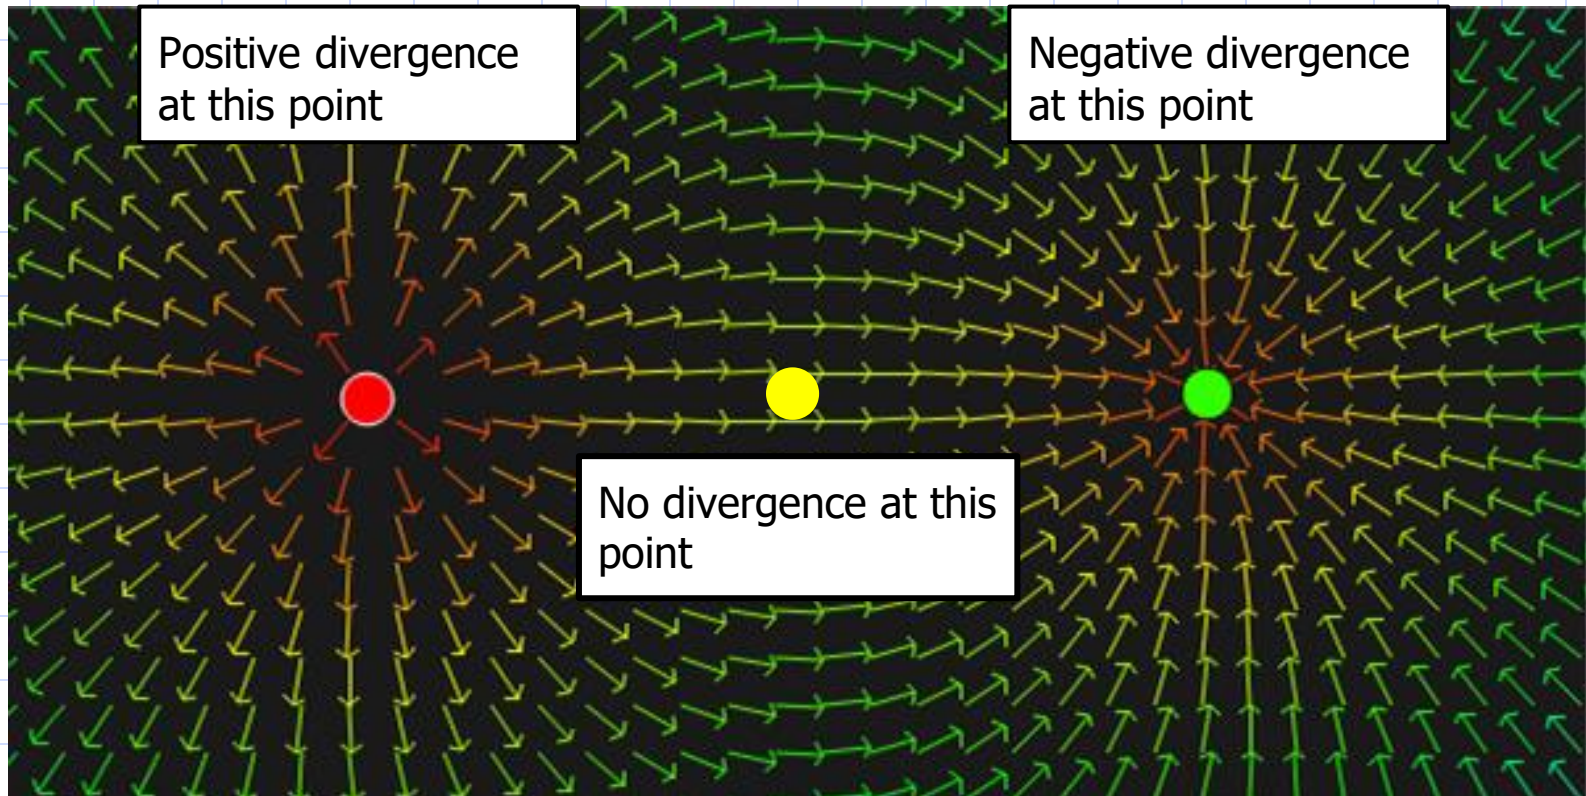 Positive divergence
at this point
Negative divergence
at this point
No divergence at this
point